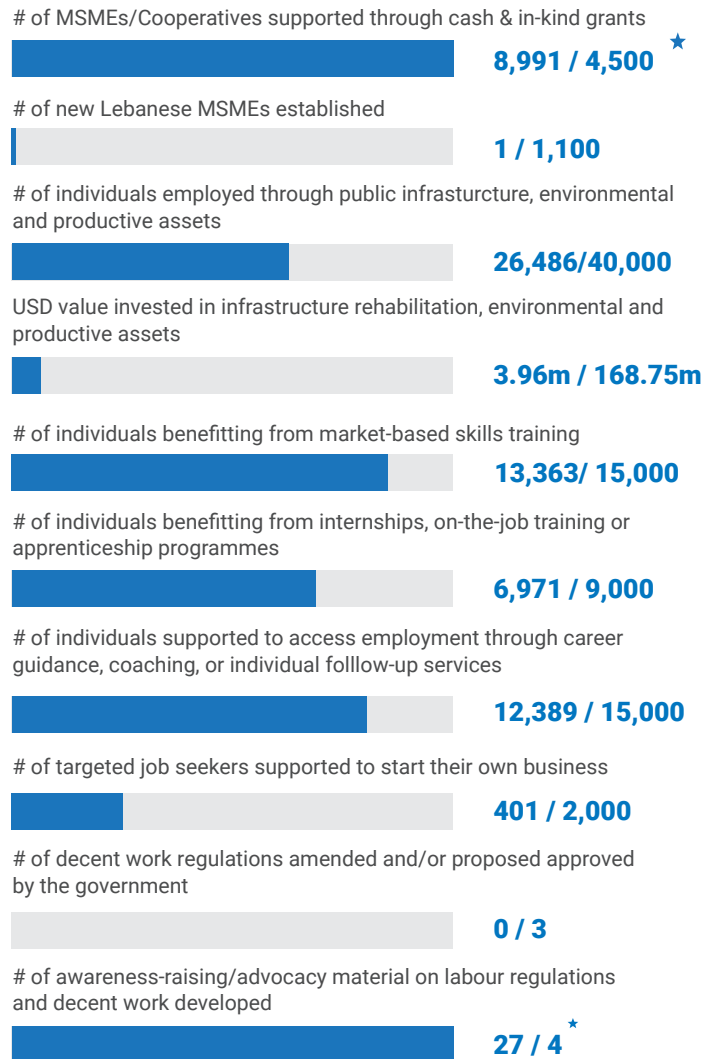 # of MSMEs/Cooperatives supported through cash & in-kind grants
8,991 / 4,500 ★
# of new Lebanese MSMEs established
1 / 1,100
# of individuals employed through public infrasturcture, environmental
and productive assets
26,486/40,000
USD value invested in infrastructure rehabilitation, environmental and
productive assets
3.96m / 168.75m
# of individuals benefitting from market-based skills training
13,363/ 15,000
# of individuals benefitting from internships, on-the-job training or
apprenticeship programmes
6,971 / 9,000
# of individuals supported to access employment through career
guidance, coaching, or individual folllow-up services
12,389 / 15,000
# of targeted job seekers supported to start their own business
401 / 2,000
# of decent work regulations amended and/or proposed approved
by the government
0 / 3
# of awareness-raising/advocacy material on labour regulations
and decent work developed
27 / 4 ★